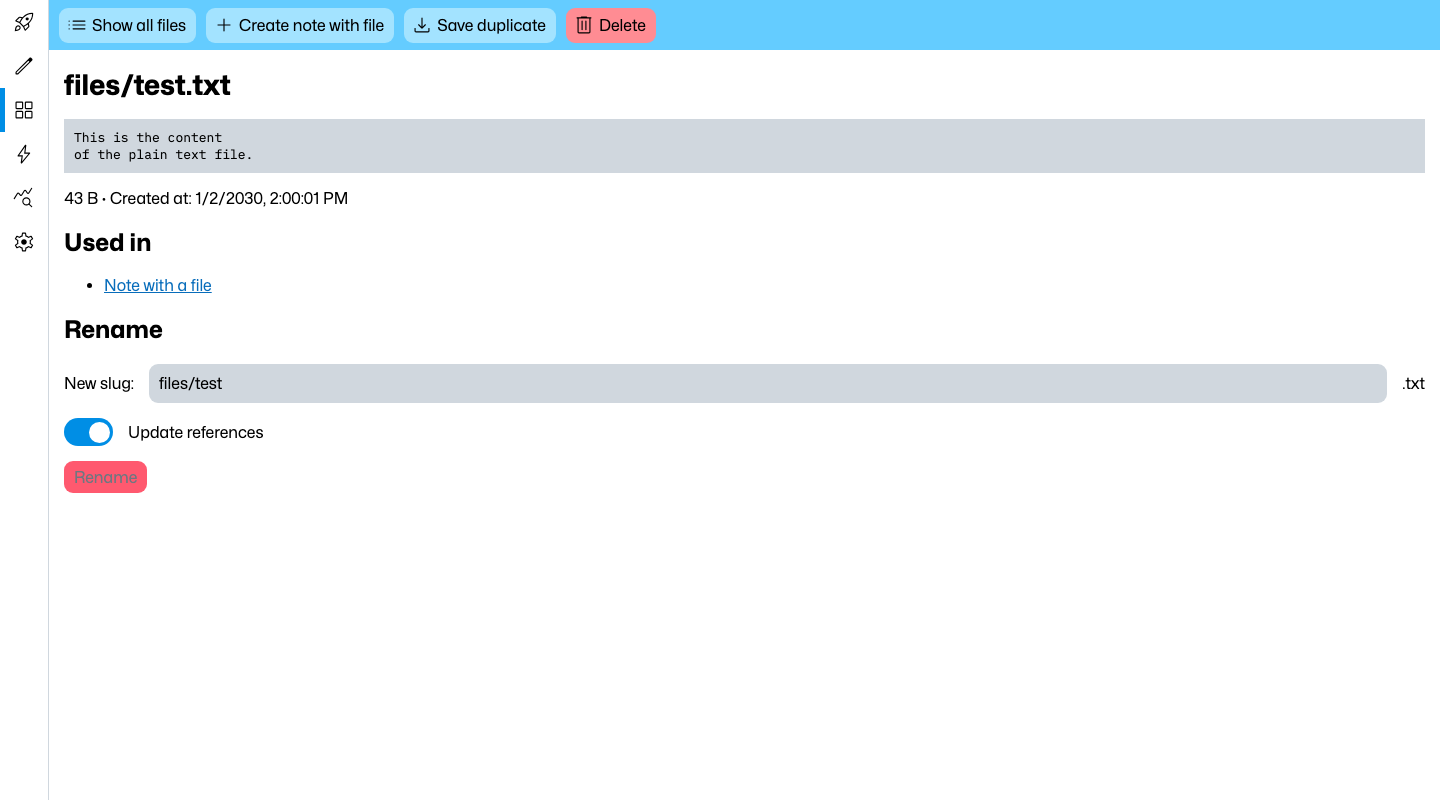 Show all files
Create note with file
Save duplicate
Delete
files/test.txt
This is the content
of the plain text file.
43 B • Created at: 1/2/2030, 2:00:01 PM
Used in
• Note with a file
Rename
New slug: files/test .txt
Update references
Rename